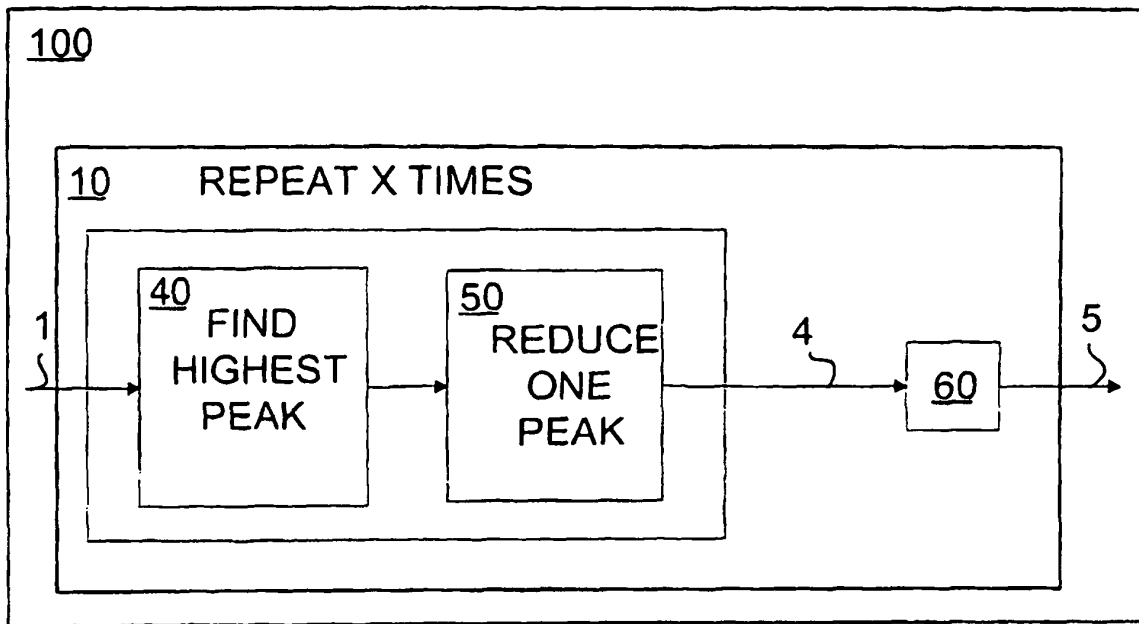 100
10 REPEAT X TIMES
40
FIND
HIGHEST
PEAK
50
REDUCE
ONE
PEAK
1
4
60
5